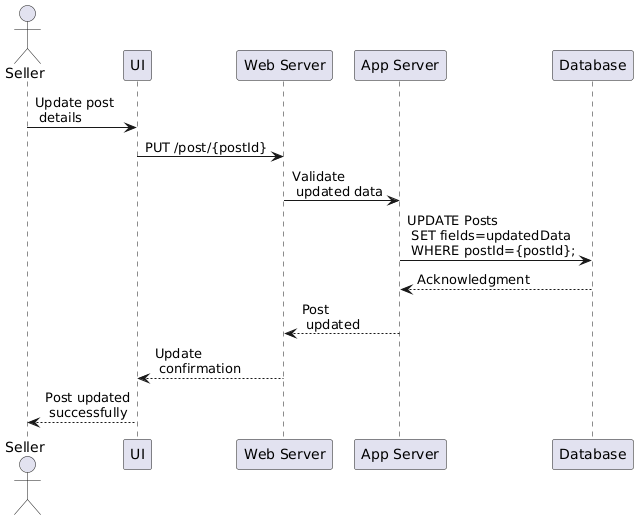 Seller
UI
Web Server
App Server
Database
Update post
details
PUT /post/{postId}
Validate
updated data
UPDATE Posts
SET fields=updatedData
WHERE postId={postId};
Acknowledgment
Post
updated
Update
confirmation
Post updated
successfully
Seller
UI
Web Server
App Server
Database